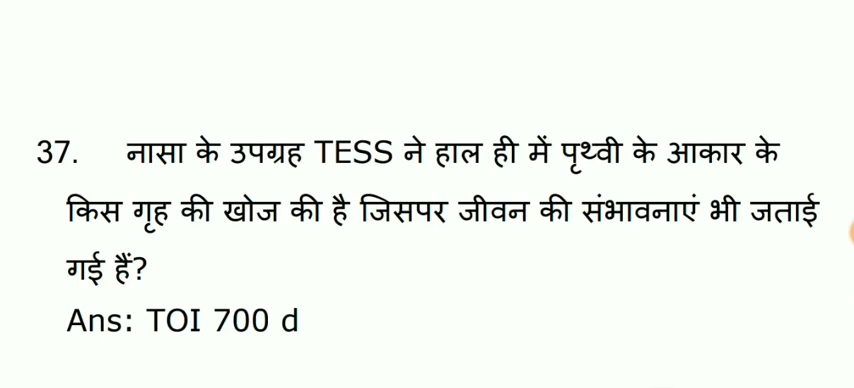 37. नासा के उपग्रह TESS ने हाल ही में पृथ्वी के आकार के
किस गृह की खोज की है जिसपर जीवन की संभावनाएं भी जताई
गई हैं?
Ans: TOI 700 d